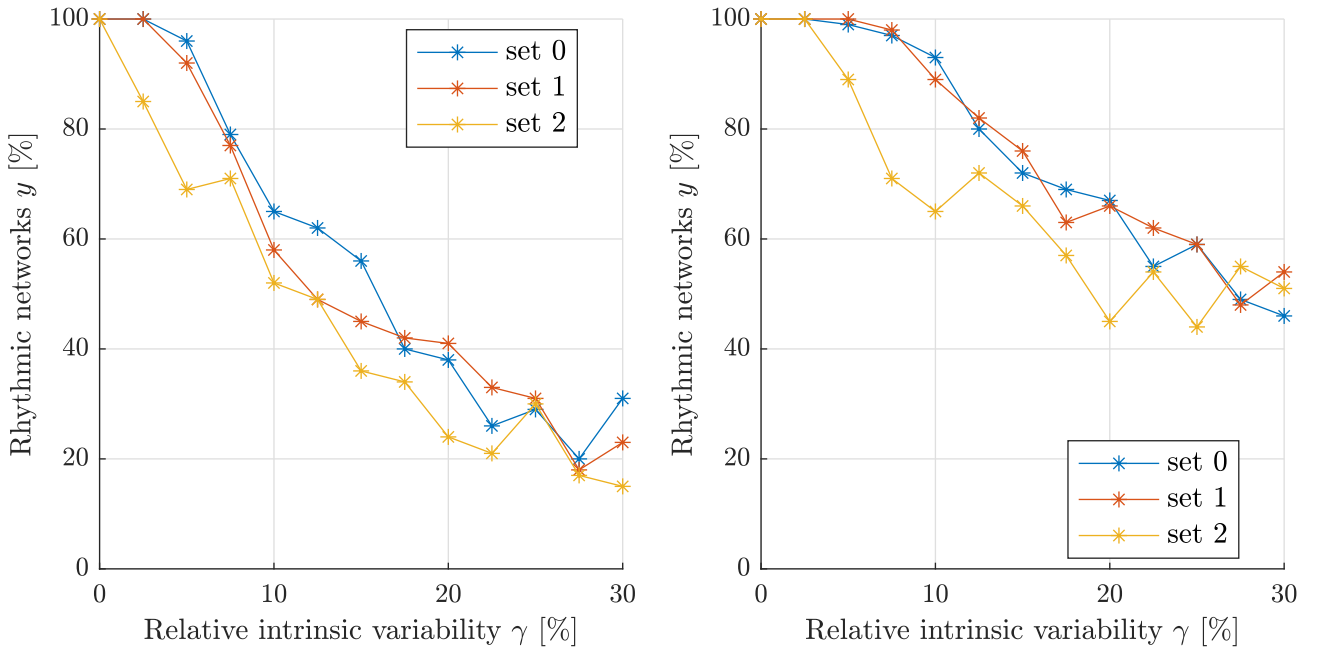 100
80
60
40
20
0
0 10 20 30
Rhythmic networks y [%]
Relative intrinsic variability γ [%]
set 0
set 1
set 2
100
80
60
40
20
0
0 10 20 30
Rhythmic networks y [%]
Relative intrinsic variability γ [%]
set 0
set 1
set 2